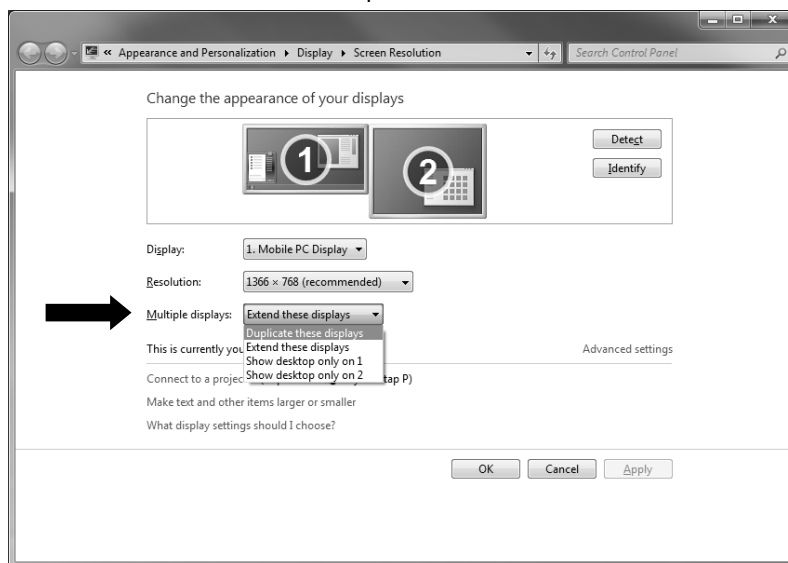 « Appearance and Personalization ▸ Display ▸ Screen Resolution
Search Control Panel
Change the appearance of your displays
1
2
Detect
Identify
Display:
1. Mobile PC Display
Resolution:
1366 × 768 (recommended)
Multiple displays:
Extend these displays
Duplicate these displays
Extend these displays
Show desktop only on 1
Show desktop only on 2
This is currently
Advanced settings
Connect to a
tap P)
Make text and other items larger or smaller
What display settings should I choose?
OK
Cancel
Apply